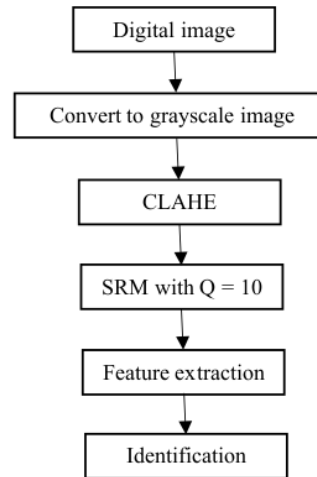 Digital image
Convert to grayscale image
CLAHE
SRM with Q = 10
Feature extraction
Identification